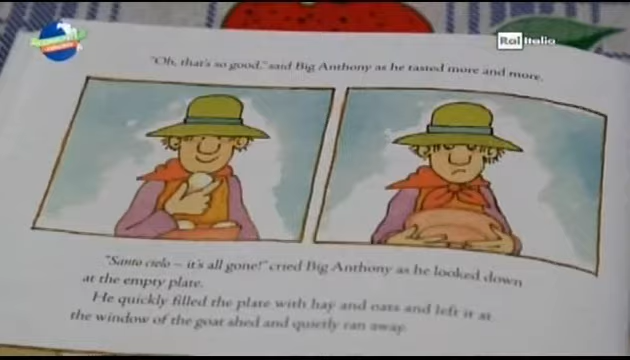 Rai Italia
"Oh, that's so good," said Big Anthony as he tasted more and more.
"Santo cielo – it's all gone!" cried Big Anthony as he looked down
at the empty plate.
He quickly filled the plate with hay and oats and left it at
the window of the goat shed and quietly ran away.